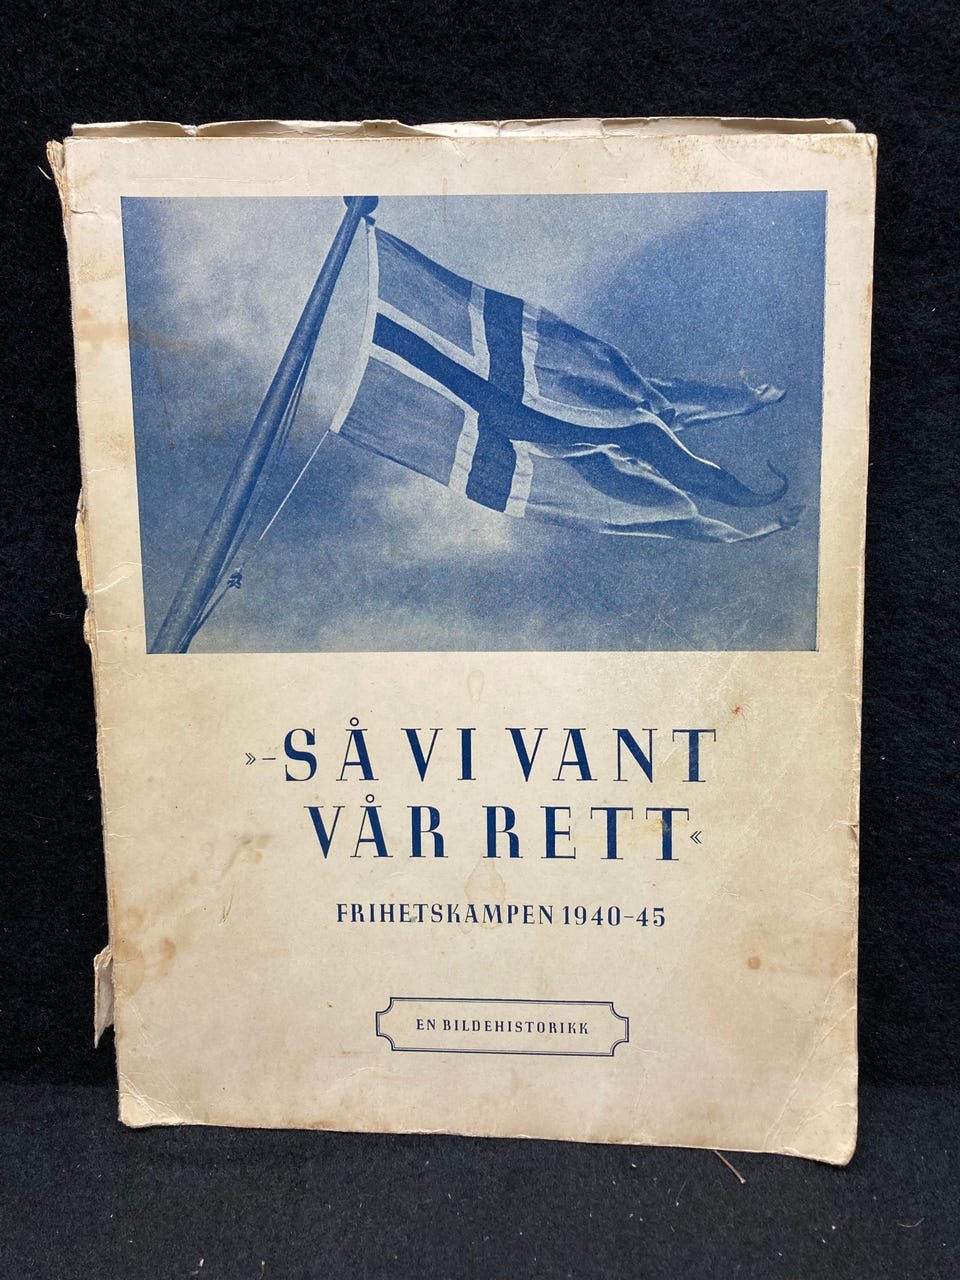 »–SÅ VI VANT
VÅR RETT«
FRIHETSKAMPEN 1940–45
EN BILDEHISTORIKK